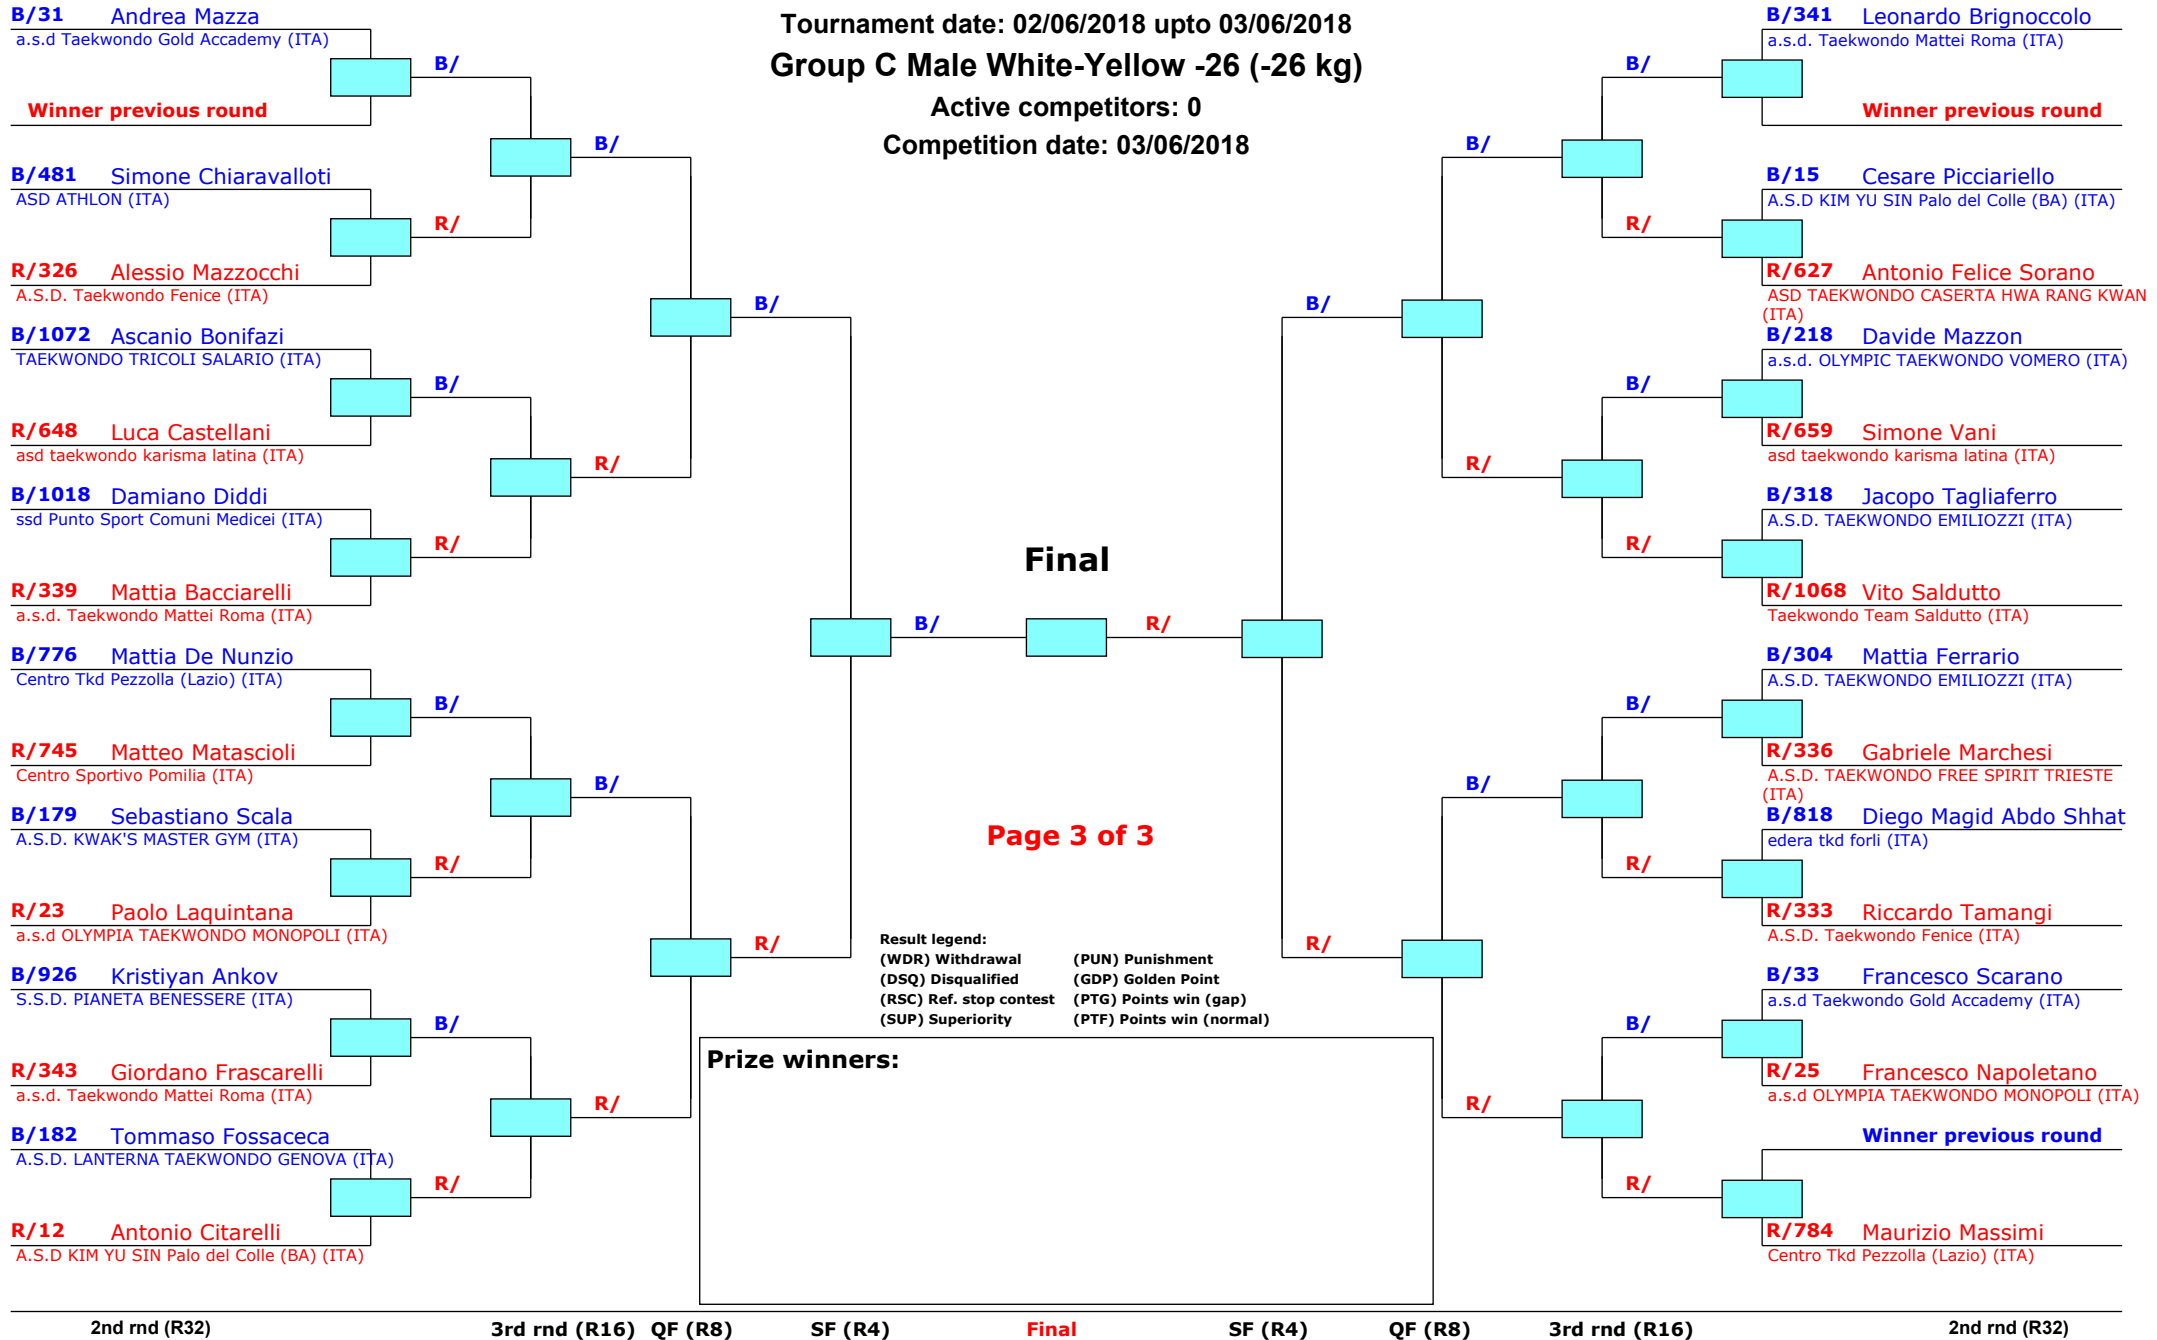 Tournament date: 02/06/2018 upto 03/06/2018
Group C Male White-Yellow -26 (-26 kg)
Active competitors: 0
Competition date: 03/06/2018
B/31 Andrea Mazza
a.s.d Taekwondo Gold Accademy (ITA)
B/
Winner previous round
B/
B/481 Simone Chiaravalloti
ASD ATHLON (ITA)
R/
R/326 Alessio Mazzocchi
A.S.D. Taekwondo Fenice (ITA)
B/
B/1072 Ascanio Bonifazi
TAEKWONDO TRICOLI SALARIO (ITA)
B/
R/648 Luca Castellani
asd taekwondo karisma latina (ITA)
R/
B/1018 Damiano Diddi
ssd Punto Sport Comuni Medicei (ITA)
R/
R/339 Mattia Bacciarelli
a.s.d. Taekwondo Mattei Roma (ITA)
B/776 Mattia De Nunzio
Centro Tkd Pezzolla (Lazio) (ITA)
B/
R/745 Matteo Matascioli
Centro Sportivo Pomilia (ITA)
B/
B/179 Sebastiano Scala
A.S.D. KWAK'S MASTER GYM (ITA)
R/
R/23 Paolo Laquintana
a.s.d OLYMPIA TAEKWONDO MONOPOLI (ITA)
R/
B/926 Kristiyan Ankov
S.S.D. PIANETA BENESSERE (ITA)
B/
R/343 Giordano Frascarelli
a.s.d. Taekwondo Mattei Roma (ITA)
R/
B/182 Tommaso Fossaceca
A.S.D. LANTERNA TAEKWONDO GENOVA (ITA)
R/
R/12 Antonio Citarelli
A.S.D KIM YU SIN Palo del Colle (BA) (ITA)
Final
B/ R/
Page 3 of 3
Result legend:
(WDR) Withdrawal (PUN) Punishment
(DSQ) Disqualified (GDP) Golden Point
(RSC) Ref. stop contest (PTG) Points win (gap)
(SUP) Superiority (PTF) Points win (normal)
Prize winners:
B/341 Leonardo Brignoccolo
a.s.d. Taekwondo Mattei Roma (ITA)
B/
Winner previous round
B/
B/15 Cesare Picciariello
A.S.D KIM YU SIN Palo del Colle (BA) (ITA)
R/
R/627 Antonio Felice Sorano
ASD TAEKWONDO CASERTA HWA RANG KWAN
(ITA)
B/
B/218 Davide Mazzon
a.s.d. OLYMPIC TAEKWONDO VOMERO (ITA)
B/
R/659 Simone Vani
asd taekwondo karisma latina (ITA)
R/
B/318 Jacopo Tagliaferro
A.S.D. TAEKWONDO EMILIOZZI (ITA)
R/
R/1068 Vito Saldutto
Taekwondo Team Saldutto (ITA)
B/304 Mattia Ferrario
A.S.D. TAEKWONDO EMILIOZZI (ITA)
B/
R/336 Gabriele Marchesi
A.S.D. TAEKWONDO FREE SPIRIT TRIESTE
(ITA)
B/
B/818 Diego Magid Abdo Shhat
edera tkd forli (ITA)
R/
R/333 Riccardo Tamangi
A.S.D. Taekwondo Fenice (ITA)
R/
B/33 Francesco Scarano
a.s.d Taekwondo Gold Accademy (ITA)
B/
R/25 Francesco Napoletano
a.s.d OLYMPIA TAEKWONDO MONOPOLI (ITA)
R/
Winner previous round
R/
R/784 Maurizio Massimi
Centro Tkd Pezzolla (Lazio) (ITA)
2nd rnd (R32) 3rd rnd (R16) QF (R8) SF (R4) Final SF (R4) QF (R8) 3rd rnd (R16) 2nd rnd (R32)